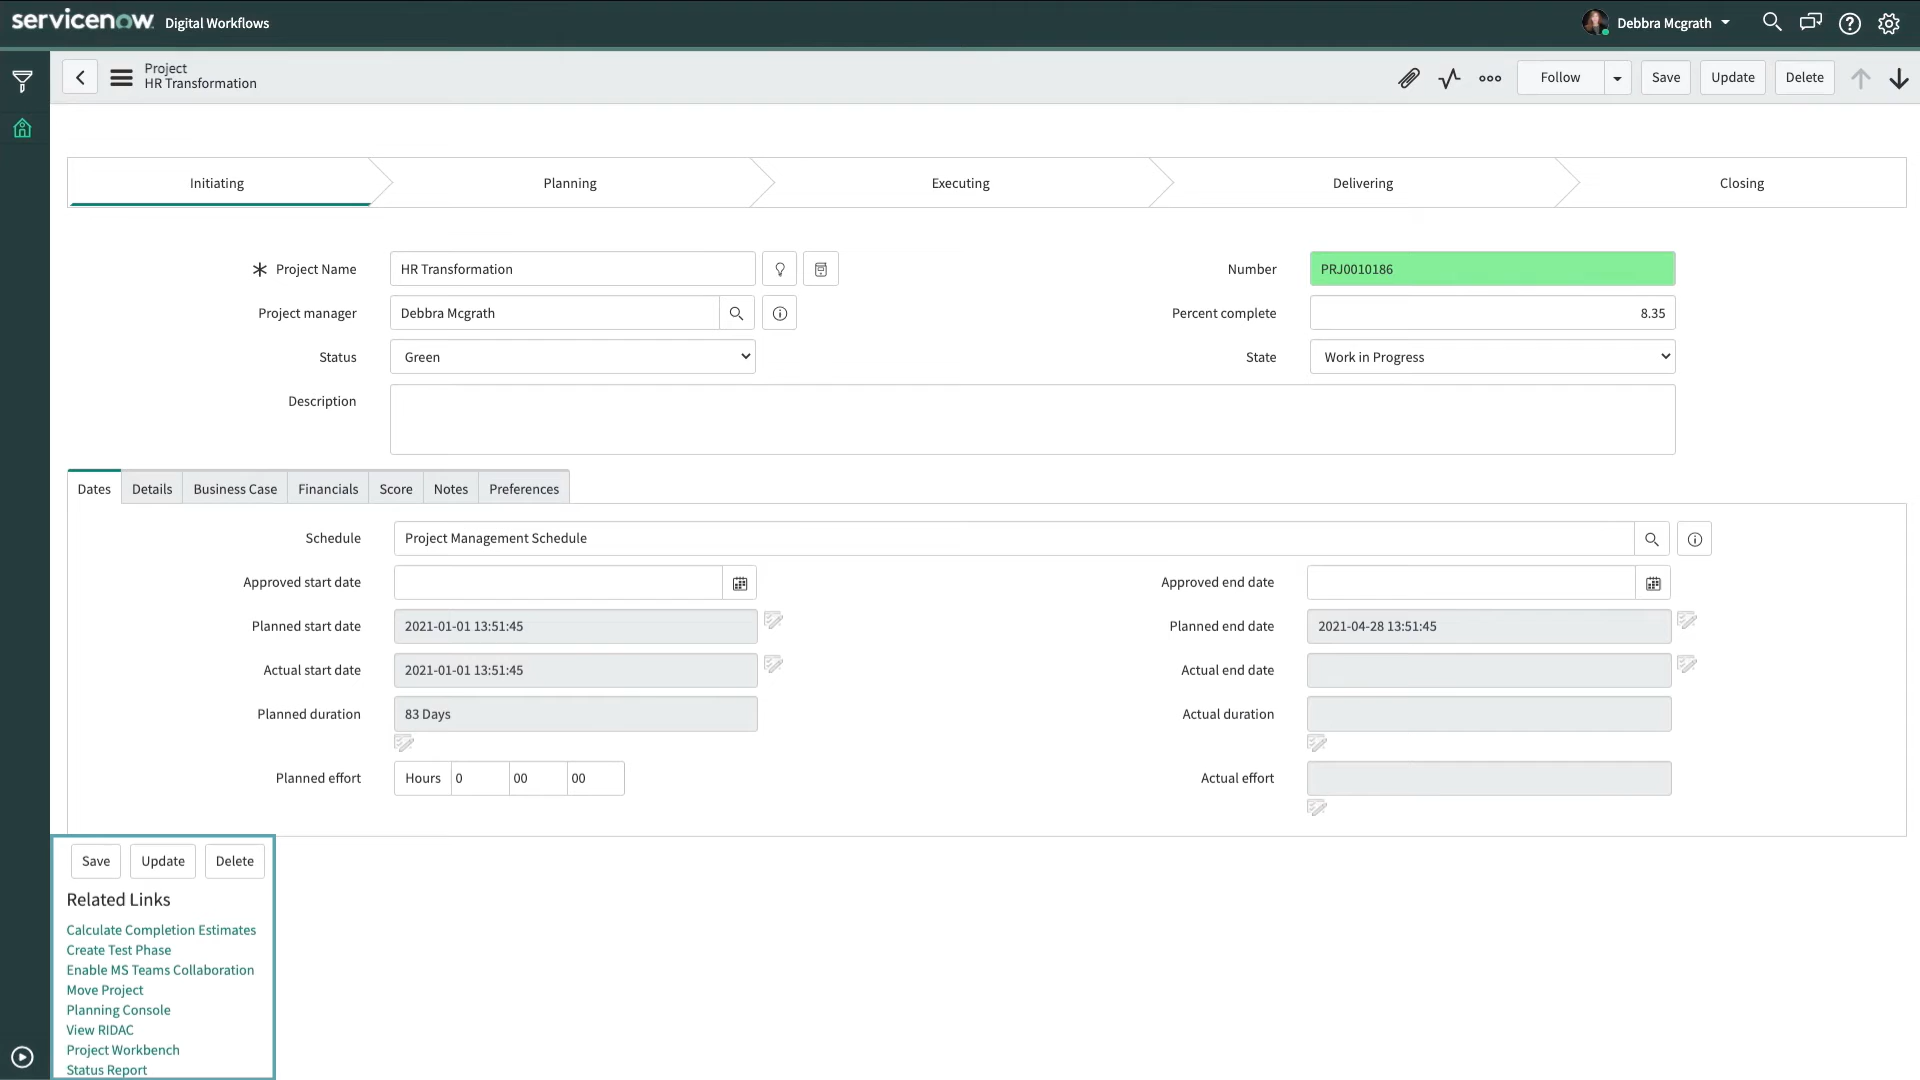 servicenow Digital Workflows
Debbra Mcgrath
Project
HR Transformation
Follow
Save
Update
Delete
Initiating
Planning
Executing
Delivering
Closing
Project Name
HR Transformation
Number
PRJ0010186
Project manager
Debbra Mcgrath
Percent complete
8.35
Status
Green
State
Work in Progress
Description
Dates
Details
Business Case
Financials
Score
Notes
Preferences
Schedule
Project Management Schedule
Approved start date
Approved end date
Planned start date
2021-01-01 13:51:45
Planned end date
2021-04-28 13:51:45
Actual start date
2021-01-01 13:51:45
Actual end date
Planned duration
83 Days
Actual duration
Planned effort
Hours 0 00 00
Actual effort
Save
Update
Delete
Related Links
Calculate Completion Estimates
Create Test Phase
Enable MS Teams Collaboration
Move Project
Planning Console
View RIDAC
Project Workbench
Status Report